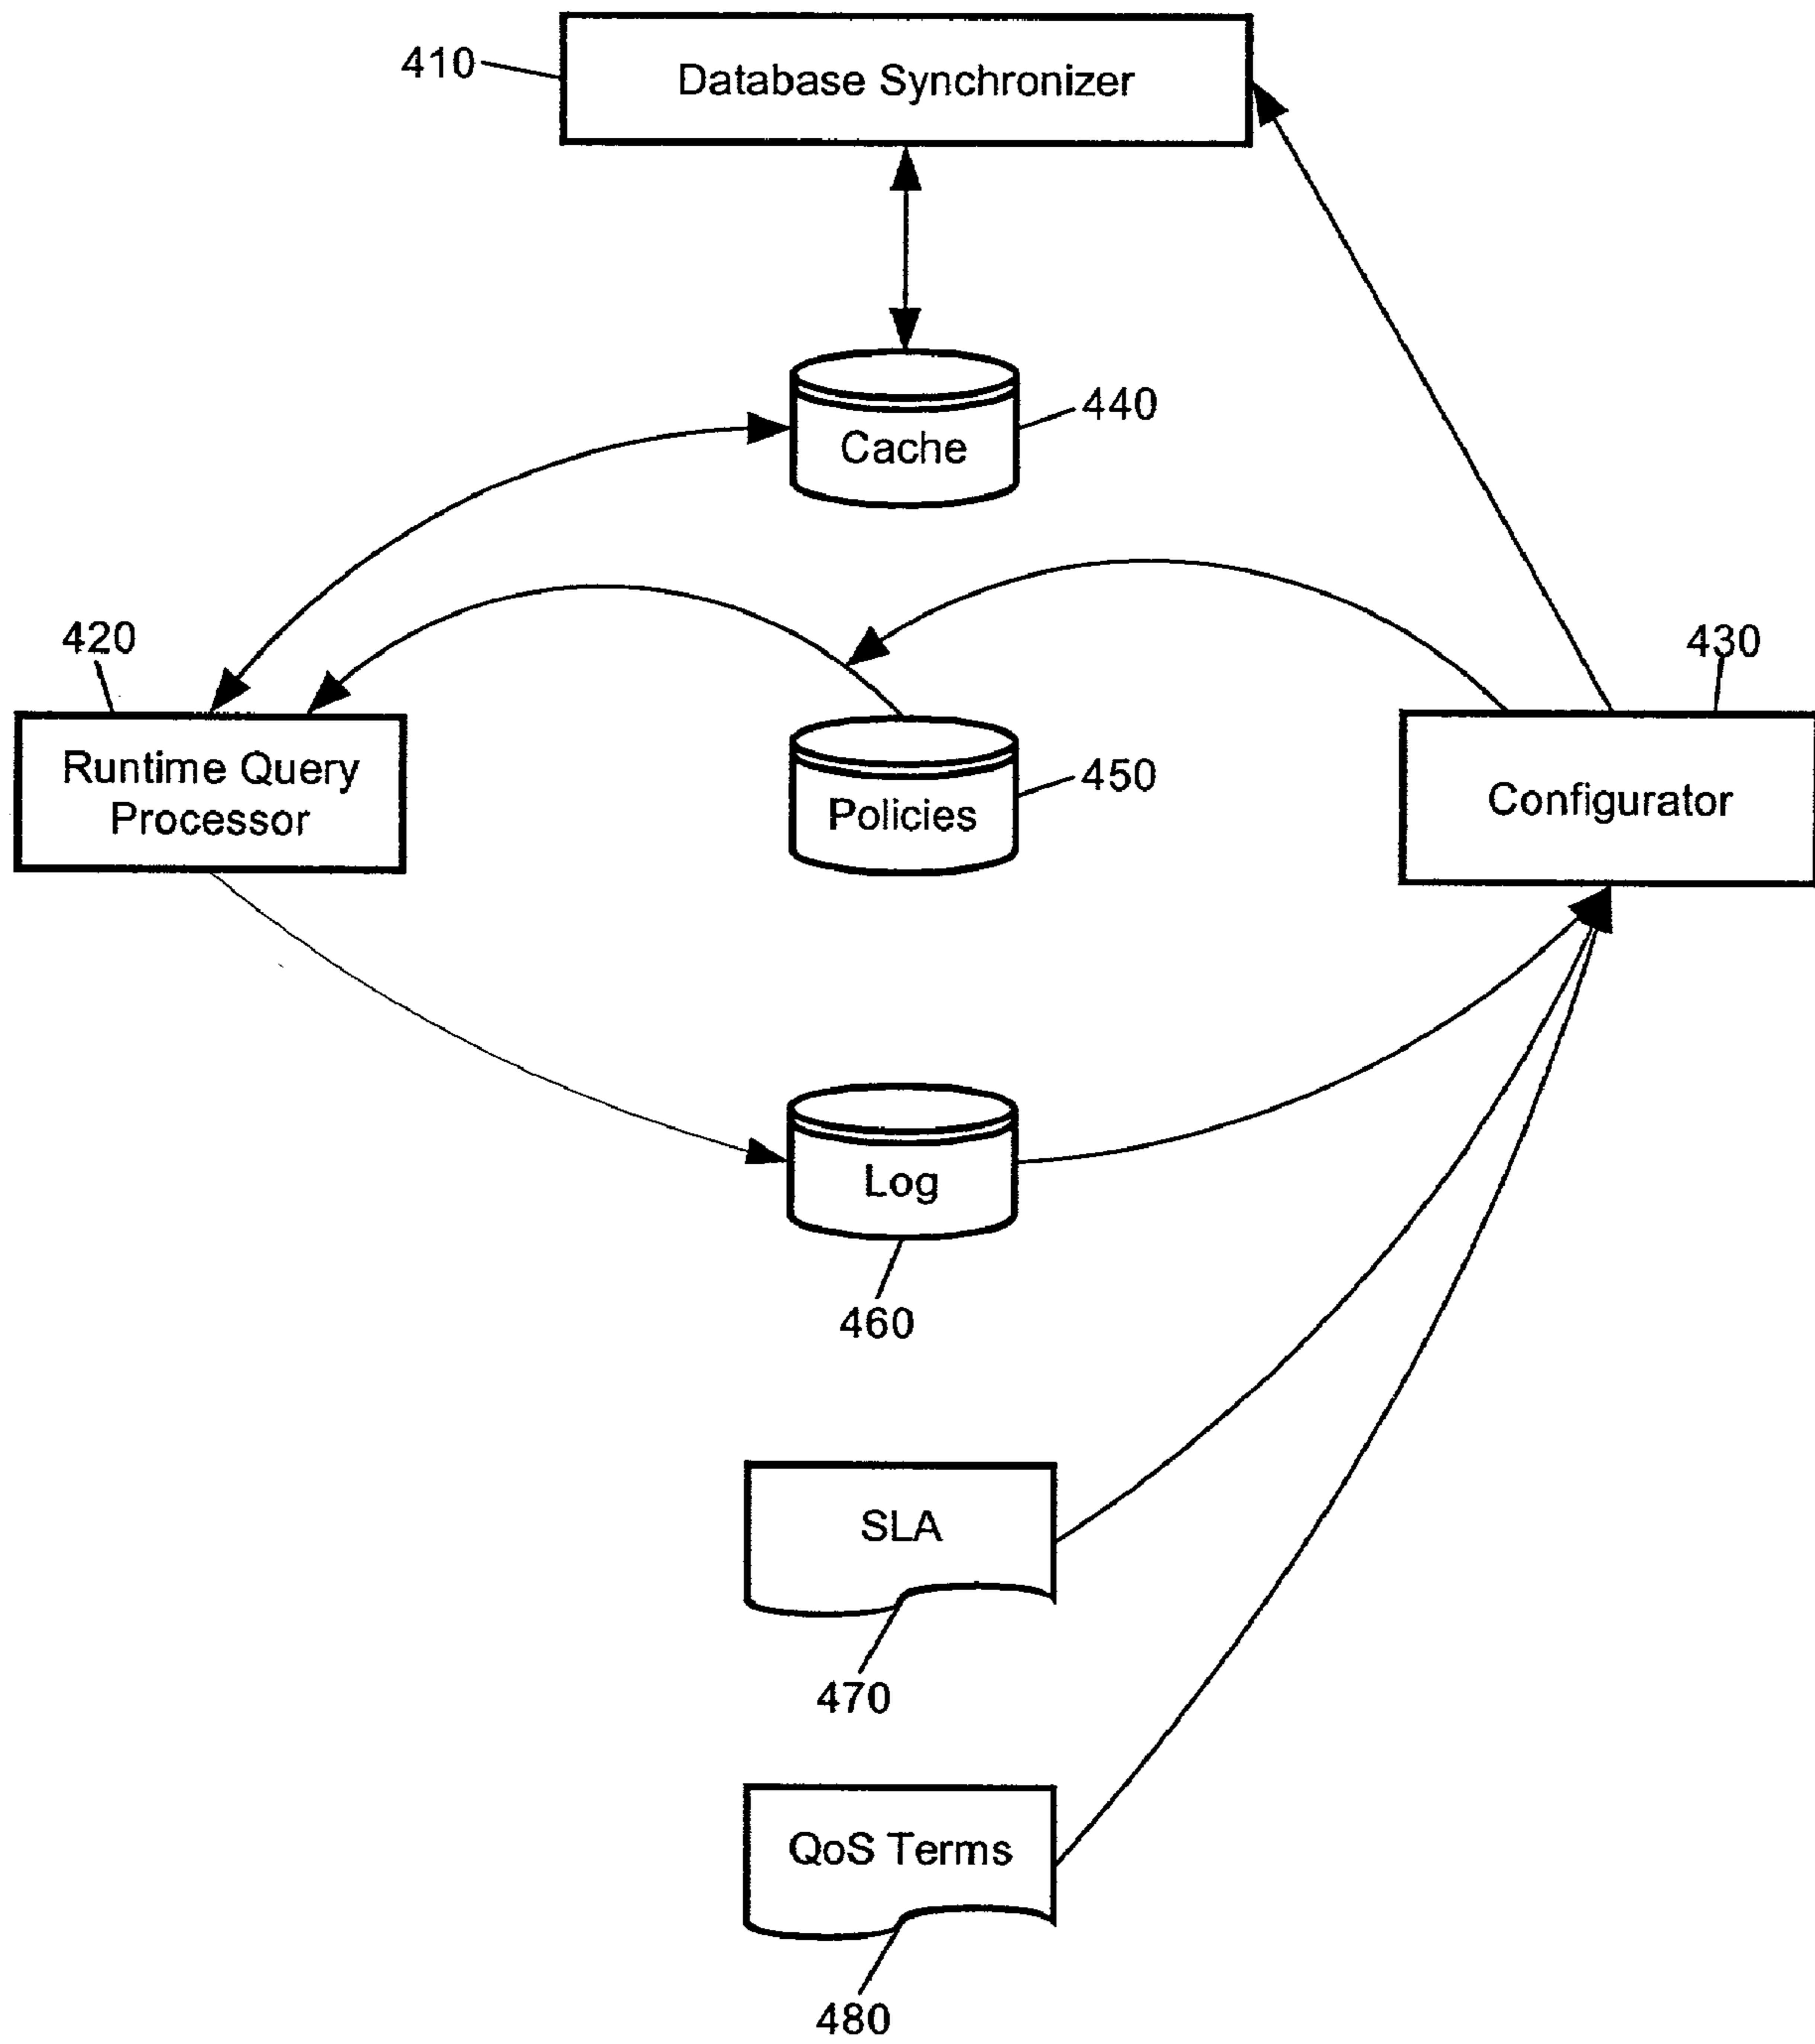 410
Database Synchronizer
440
Cache
420
430
Runtime Query
Processor
450
Policies
Configurator
Log
460
SLA
470
QoS Terms
480